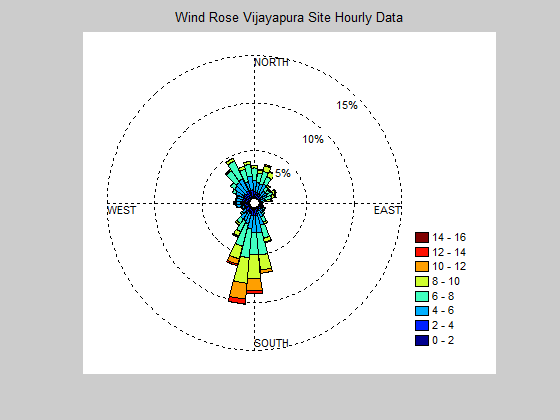 Wind Rose Vijayapura Site Hourly Data
NORTH
15%
10%
5%
WEST
EAST
SOUTH
14 - 16
12 - 14
10 - 12
8 - 10
6 - 8
4 - 6
2 - 4
0 - 2